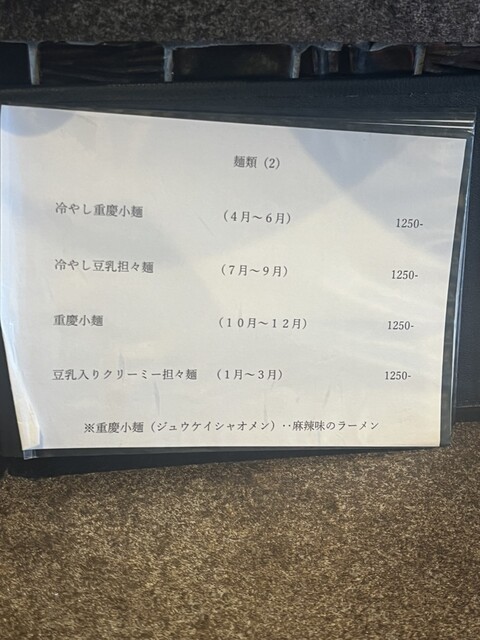 麺類（2）
冷やし重慶小麺　（４月～６月）　1250-
冷やし豆乳担々麺　（７月～９月）　1250-
重慶小麺　（１０月～１２月）　1250-
豆乳入りクリーミー担々麺　（１月～３月）　1250-
※重慶小麺（ジュウケイシャオメン）‥麻辣味のラーメン